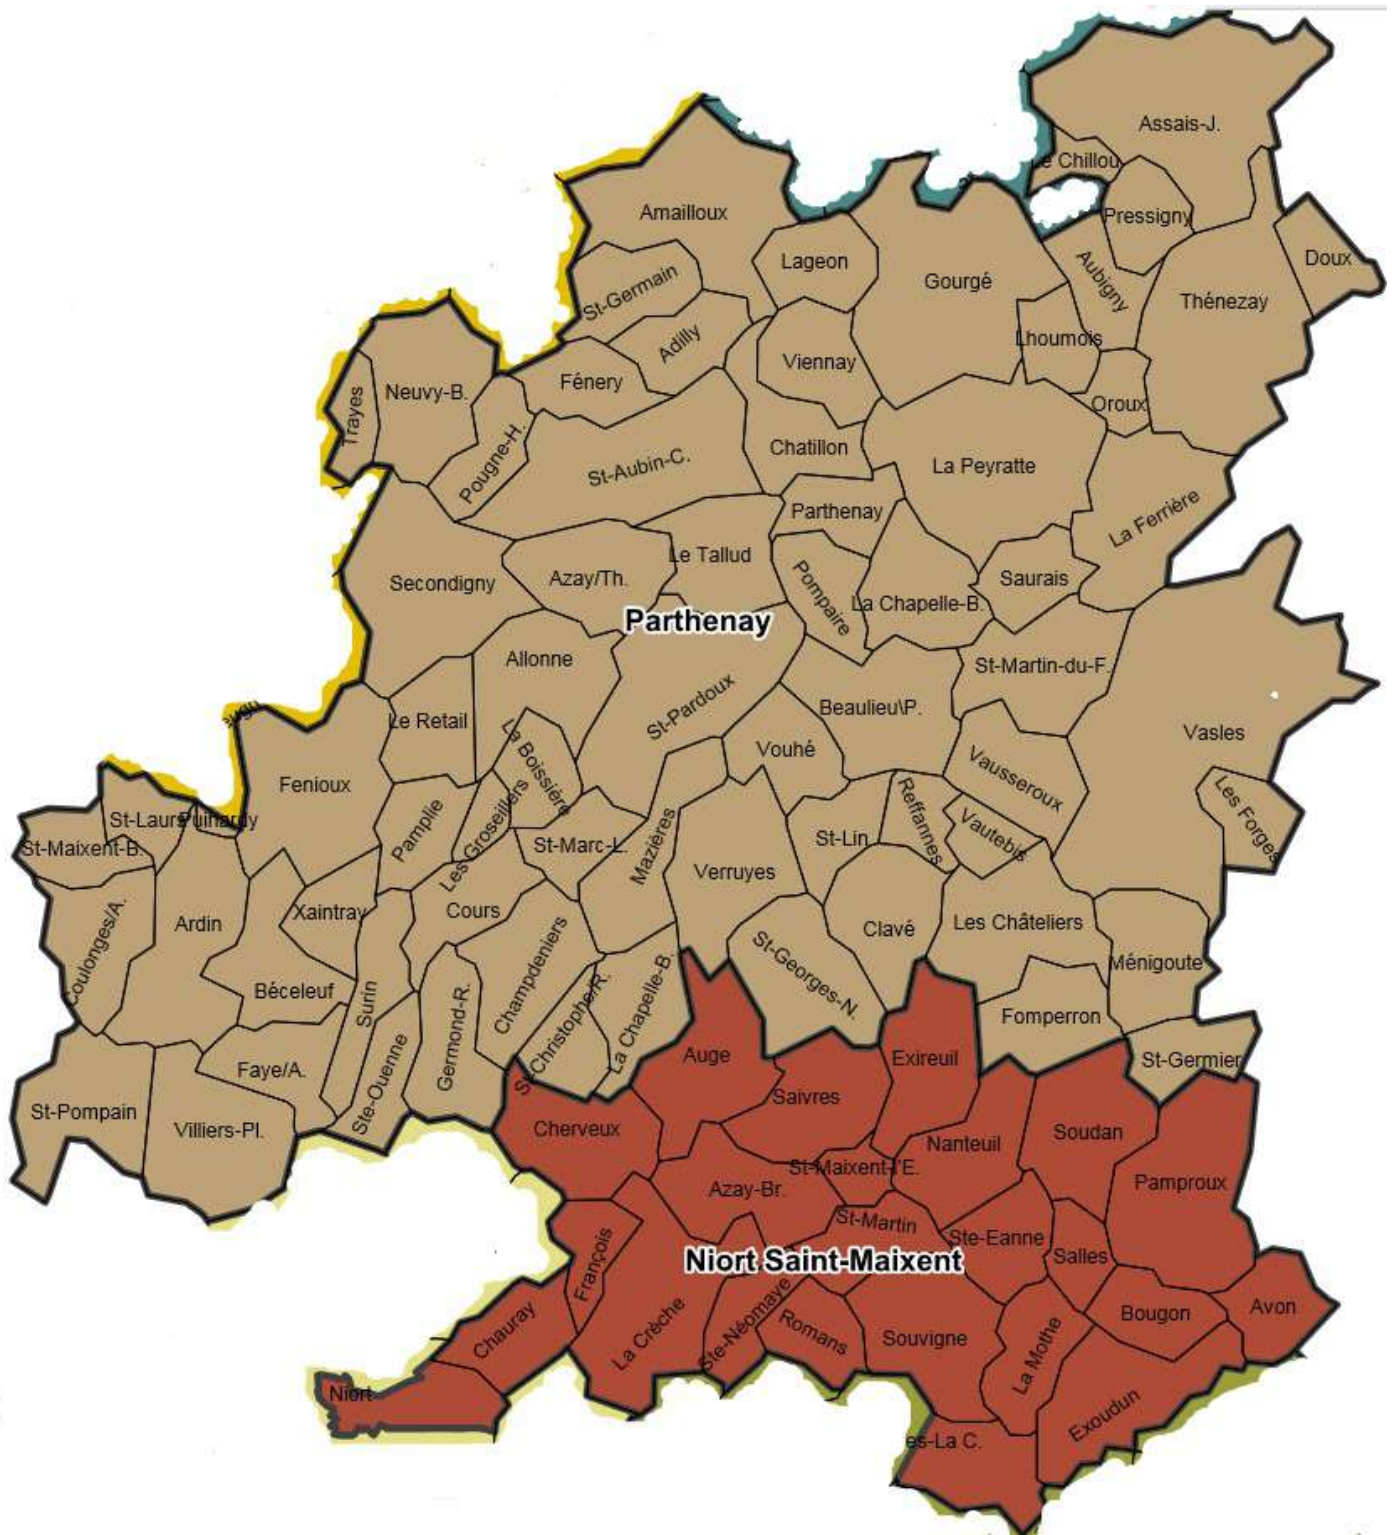 Assais-J.
Le Chillou
Pressigny
Amailloux
Lageon
Gourgé
Aubigny
Doux
St-Germain
Thénezay
Adilly
Viennay
Lhoumois
Trayes
Neuvy-B.
Fénery
Oroux
Pougne-H.
St-Aubin-C.
Chatillon
La Peyratte
Parthenay
La Ferrière
Secondigny
Azay/Th.
Le Tallud
Pompaire
La Chapelle-B.
Saurais
Parthenay
Allonne
St-Martin-du-F.
Le Retail
St-Pardoux
Beaulieu\P.
Vasles
Fenioux
La Boissière
Vouhé
Vausseroux
Les Forges
St-Laurs
Puihardy
Pamplie
Les Groseillers
St-Marc-L.
Mazières
St-Lin
Reffannes
Vautebis
St-Maixent-B.
Verruyes
Coulonges/A.
Ardin
Xaintray
Cours
Clavé
Les Châteliers
Ménigoute
Béceleuf
Surin
Champdeniers
St-Georges-N.
Fomperron
Faye/A.
Ste-Ouenne
Germond-R.
St-Christophe/R.
La Chapelle-B.
Auge
Exireuil
St-Germier
St-Pompain
Villiers-Pl.
Cherveux
Saivres
Nanteuil
Soudan
St-Maixent-l'E.
Azay-Br.
Pamproux
St-Martin
Ste-Eanne
Niort Saint-Maixent
Salles
François
Chauray
La Crèche
Ste-Néomaye
Romans
Souvigne
La Mothe
Bougon
Avon
Niort
Exoudun
es-La C.